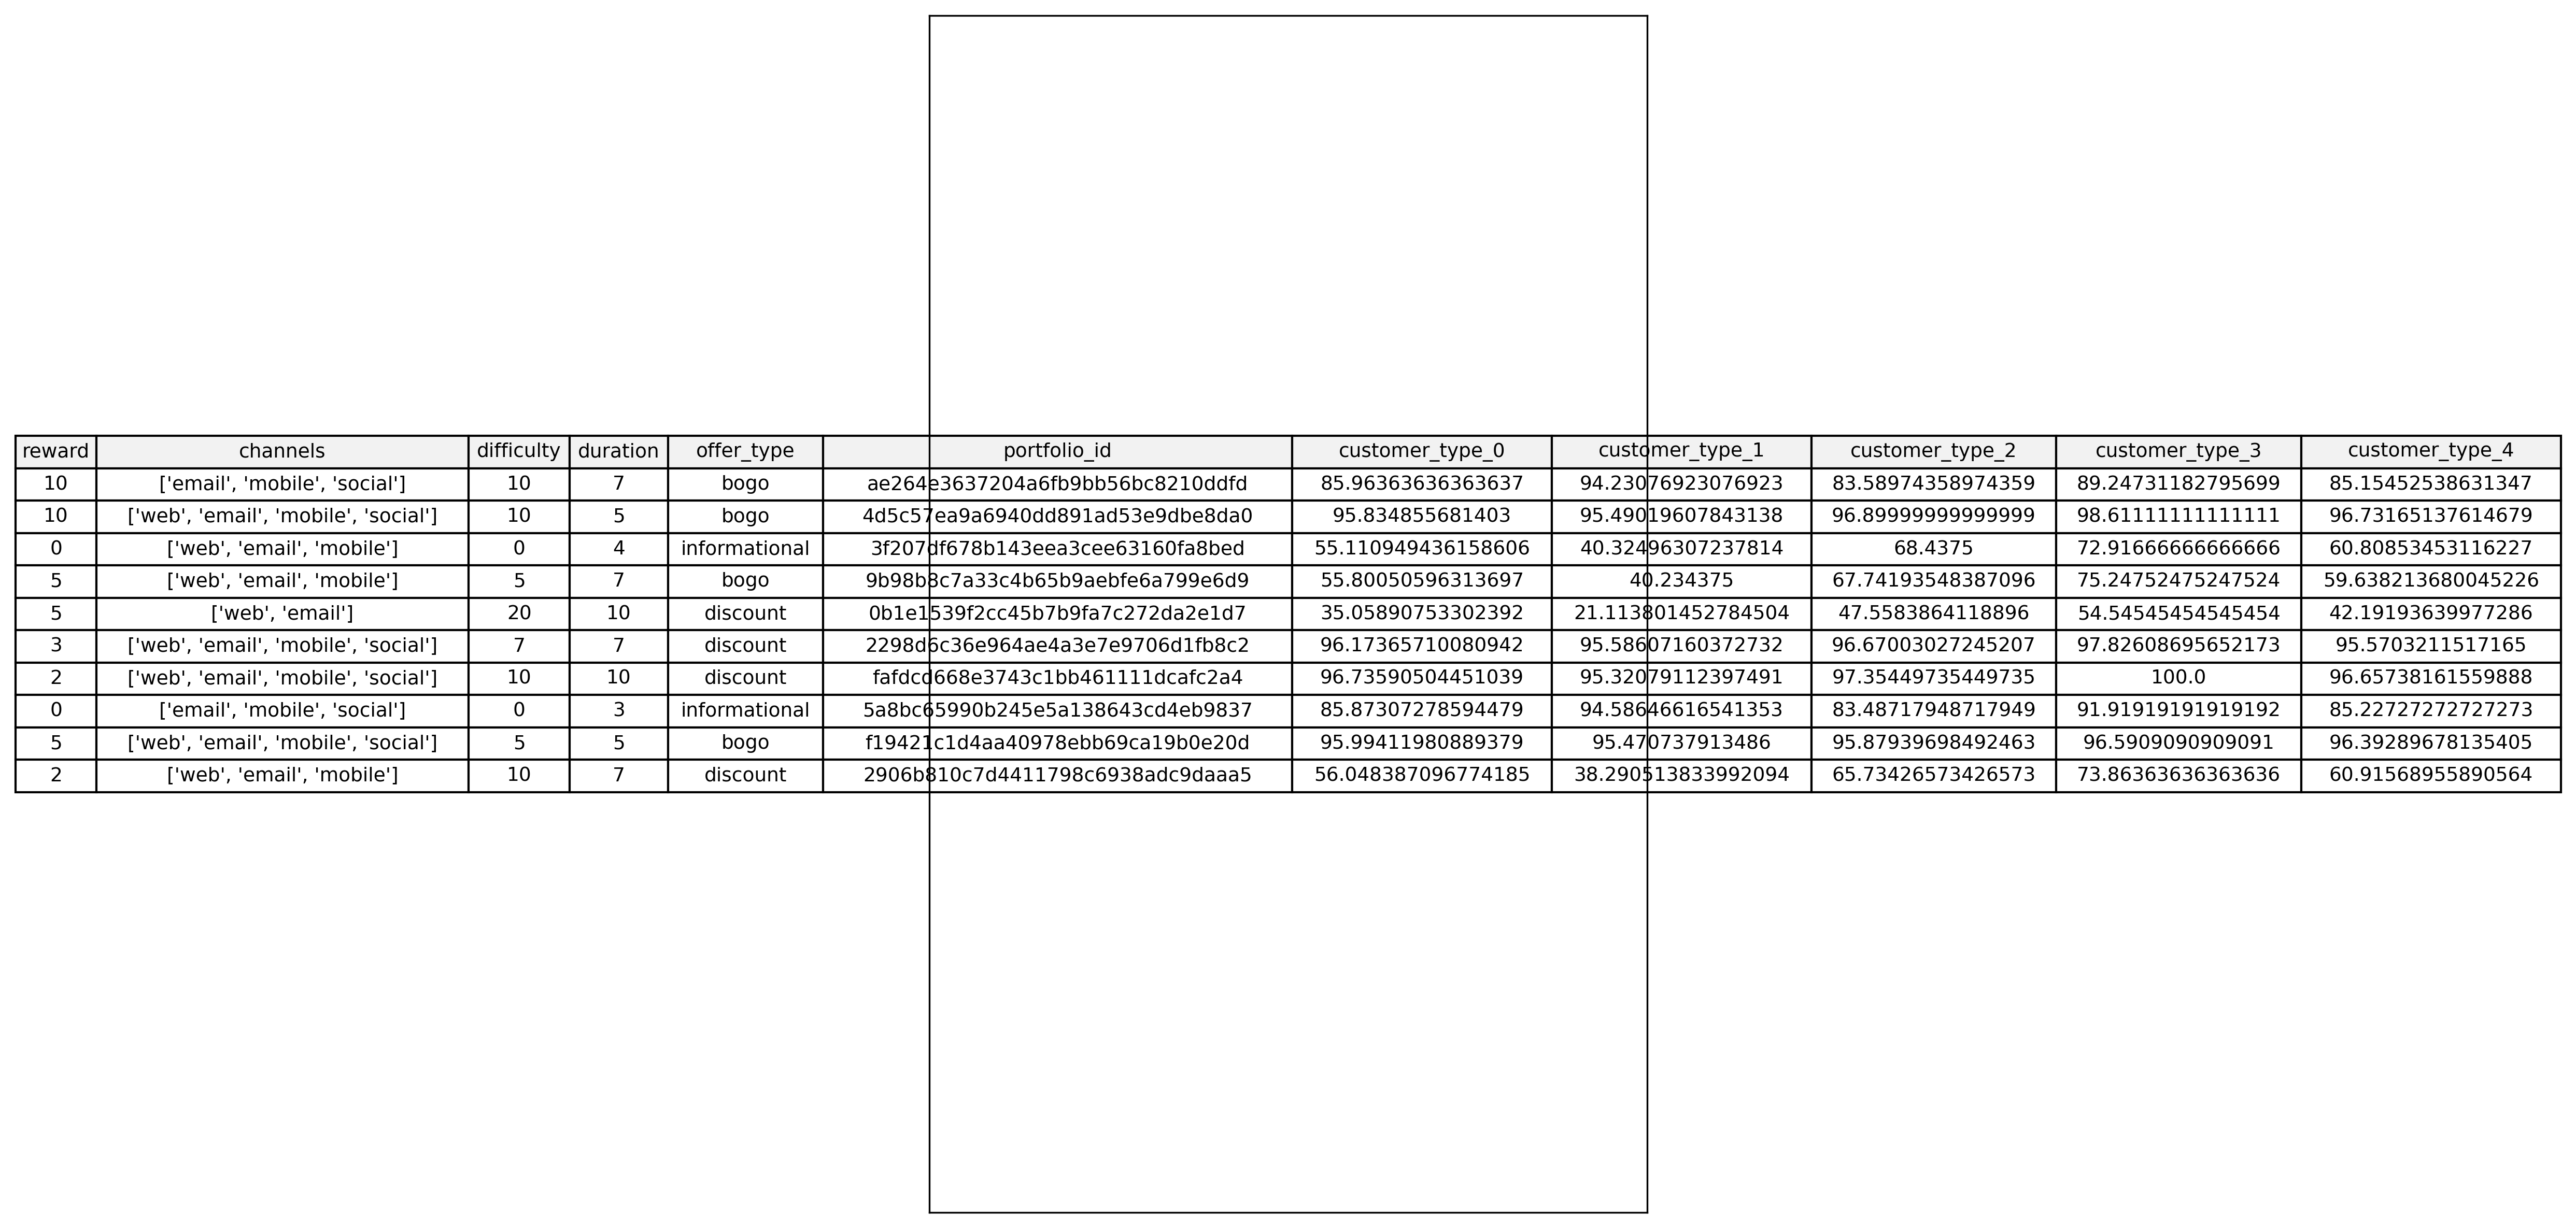 reward channels difficulty duration offer_type portfolio_id customer_type_0 customer_type_1 customer_type_2 customer_type_3 customer_type_4
10 ['email', 'mobile', 'social'] 10 7 bogo ae264e3637204a6fb9bb56bc8210ddfd 85.96363636363637 94.23076923076923 83.58974358974359 89.24731182795699 85.15452538631347
10 ['web', 'email', 'mobile', 'social'] 10 5 bogo 4d5c57ea9a6940dd891ad53e9dbe8da0 95.834855681403 95.49019607843138 96.89999999999999 98.61111111111111 96.73165137614679
0 ['web', 'email', 'mobile'] 0 4 informational 3f207df678b143eea3cee63160fa8bed 55.110949436158606 40.32496307237814 68.4375 72.91666666666666 60.80853453116227
5 ['web', 'email', 'mobile'] 5 7 bogo 9b98b8c7a33c4b65b9aebfe6a799e6d9 55.80050596313697 40.234375 67.74193548387096 75.24752475247524 59.638213680045226
5 ['web', 'email'] 20 10 discount 0b1e1539f2cc45b7b9fa7c272da2e1d7 35.05890753302392 21.113801452784504 47.5583864118896 54.54545454545454 42.19193639977286
3 ['web', 'email', 'mobile', 'social'] 7 7 discount 2298d6c36e964ae4a3e7e9706d1fb8c2 96.17365710080942 95.58607160372732 96.67003027245207 97.82608695652173 95.5703211517165
2 ['web', 'email', 'mobile', 'social'] 10 10 discount fafdcd668e3743c1bb461111dcafc2a4 96.73590504451039 95.32079112397491 97.35449735449735 100.0 96.65738161559888
0 ['email', 'mobile', 'social'] 0 3 informational 5a8bc65990b245e5a138643cd4eb9837 85.87307278594479 94.58646616541353 83.48717948717949 91.91919191919192 85.22727272727273
5 ['web', 'email', 'mobile', 'social'] 5 5 bogo f19421c1d4aa40978ebb69ca19b0e20d 95.99411980889379 95.470737913486 95.87939698492463 96.5909090909091 96.39289678135405
2 ['web', 'email', 'mobile'] 10 7 discount 2906b810c7d4411798c6938adc9daaa5 56.048387096774185 38.290513833992094 65.73426573426573 73.86363636363636 60.91568955890564